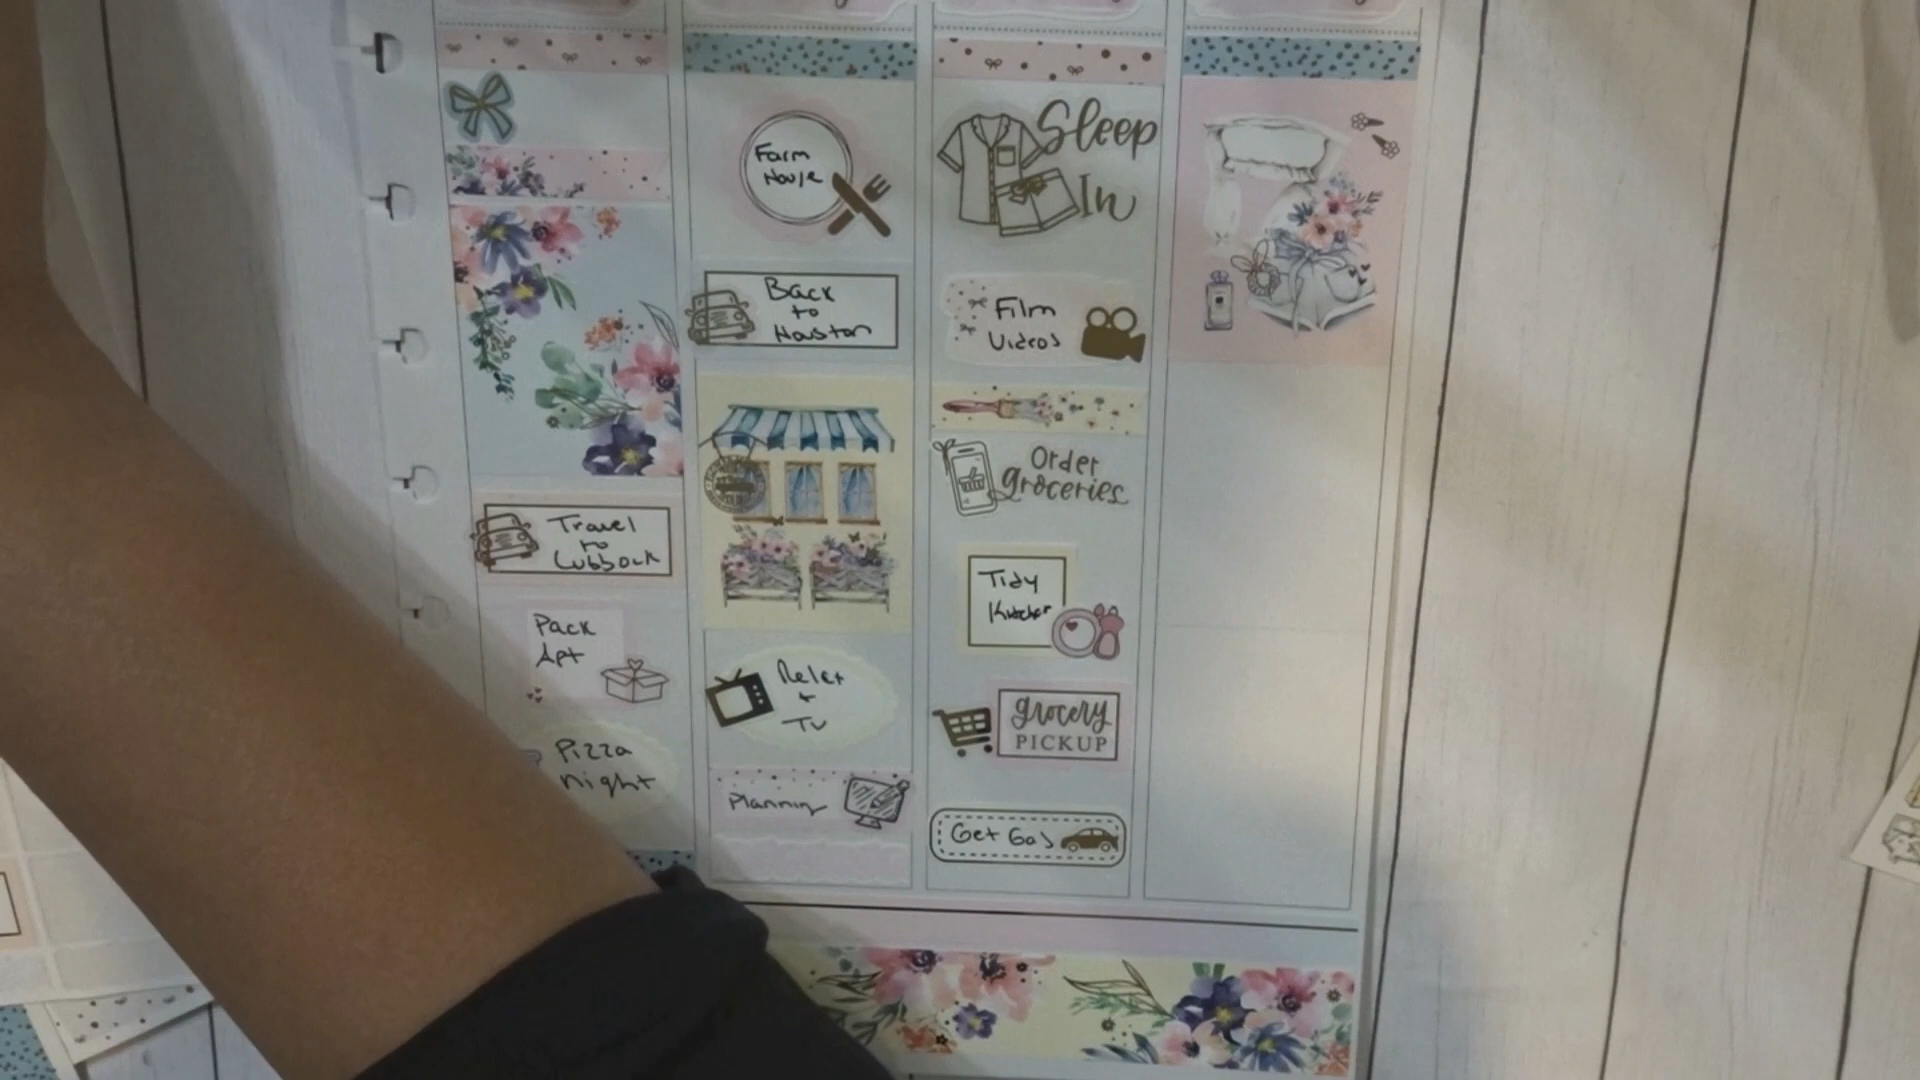 Travel
to
Lubbock
Pack
Apt
Pizza
night
Farm
House
Back
to
Houston
Relax
+
TV
Planning
Sleep
In
Film
Videos
Order
groceries
Tidy
Kitchen
grocery
PICKUP
Get Gas